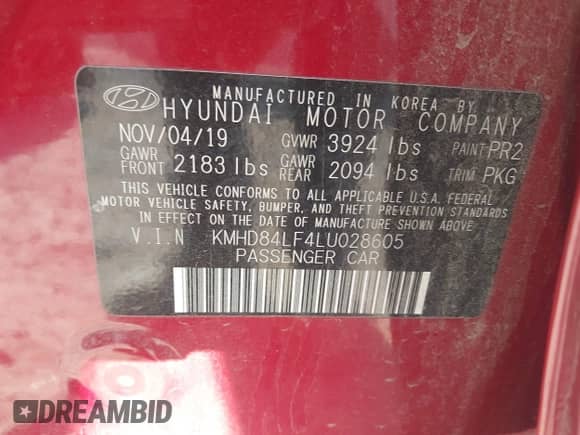 MANUFACTURED IN KOREA BY
HYUNDAI MOTOR COMPANY
NOV/04/19 GVWR 3924 lbs PAINT PR2
GAWR FRONT 2183 lbs GAWR REAR 2094 lbs TRIM PKG
THIS VEHICLE CONFORMS TO ALL APPLICABLE U.S.A. FEDERAL
MOTOR VEHICLE SAFETY, BUMPER, AND THEFT PREVENTION STANDARDS
IN EFFECT ON THE DATE OF MANUFACTURE SHOWN ABOVE
V.I.N KMHD84LF4LU028605
PASSENGER CAR
DREAMBID